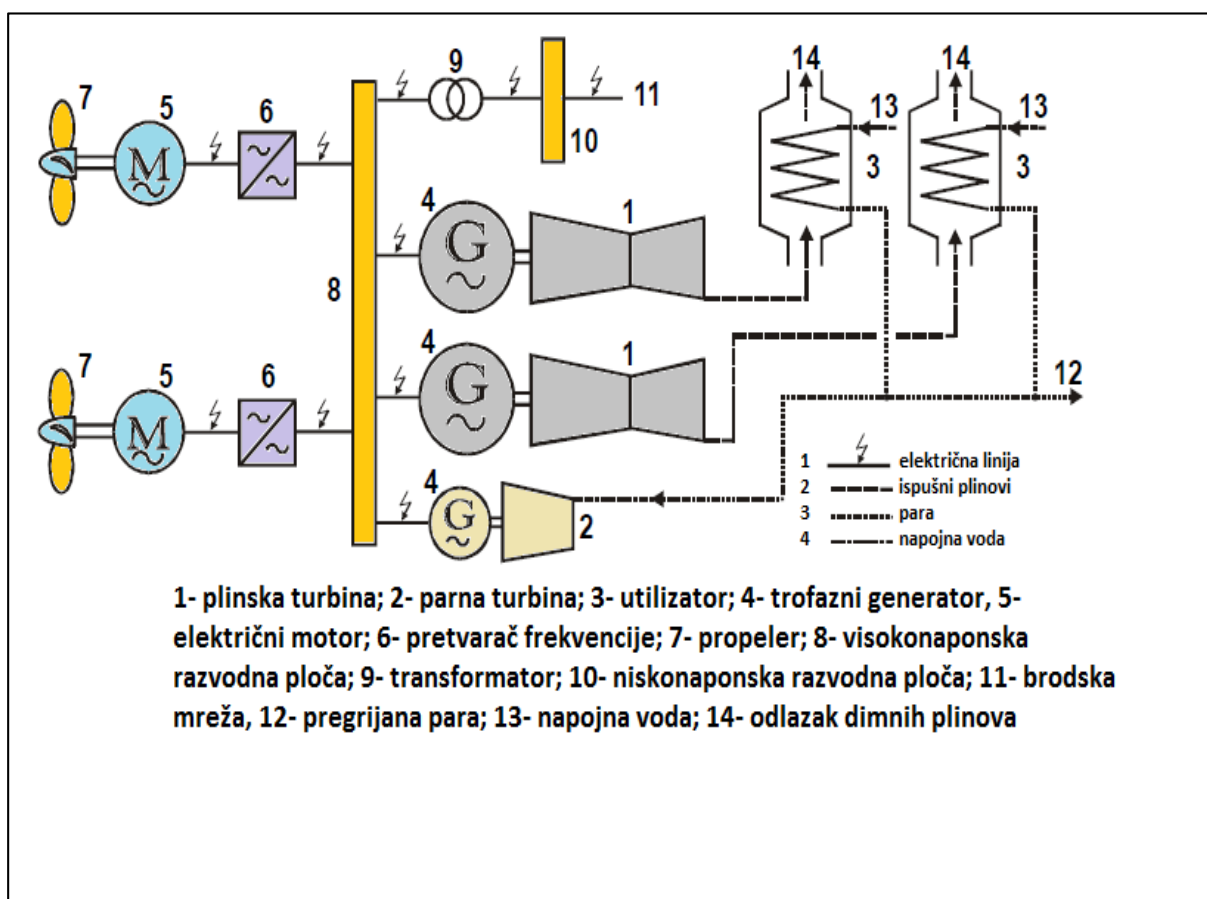 9
11
10
14
14
13
13
3
3
7
5
6
M
4
1
G
8
7
5
6
M
4
1
G
12
4
G
2
1 električna linija
2 ispušni plinovi
3 para
4 napojna voda
1- plinska turbina; 2- parna turbina; 3- utilizator; 4- trofazni generator, 5-
električni motor; 6- pretvarač frekvencije; 7- propeler; 8- visokonaponska
razvodna ploča; 9- transformator; 10- niskonaponska razvodna ploča; 11- brodska
mreža, 12- pregrijana para; 13- napojna voda; 14- odlazak dimnih plinova